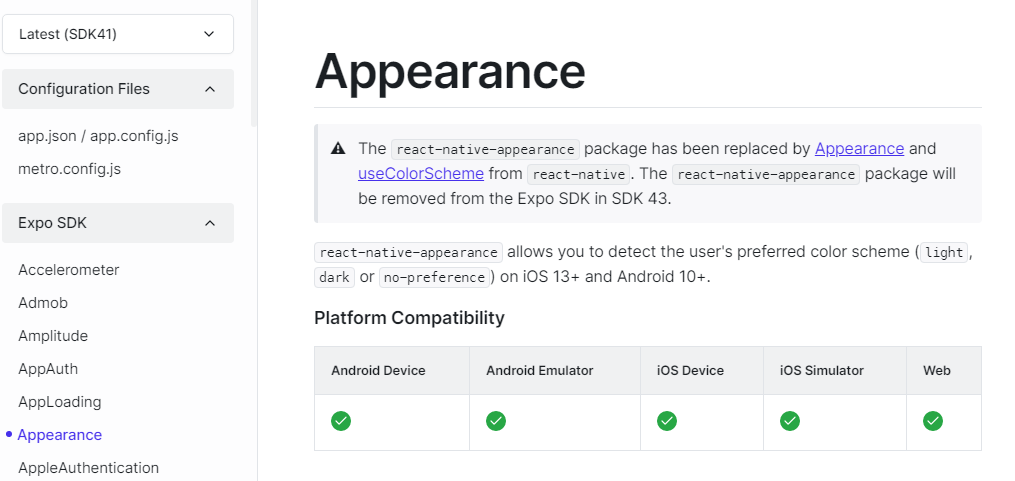 Latest (SDK41)
Configuration Files
app.json / app.config.js
metro.config.js
Expo SDK
Accelerometer
Admob
Amplitude
AppAuth
AppLoading
Appearance
AppleAuthentication
Appearance
The react-native-appearance package has been replaced by Appearance and
useColorScheme from react-native. The react-native-appearance package will
be removed from the Expo SDK in SDK 43.
react-native-appearance allows you to detect the user's preferred color scheme (light,
dark or no-preference) on iOS 13+ and Android 10+.
Platform Compatibility
Android Device Android Emulator iOS Device iOS Simulator Web